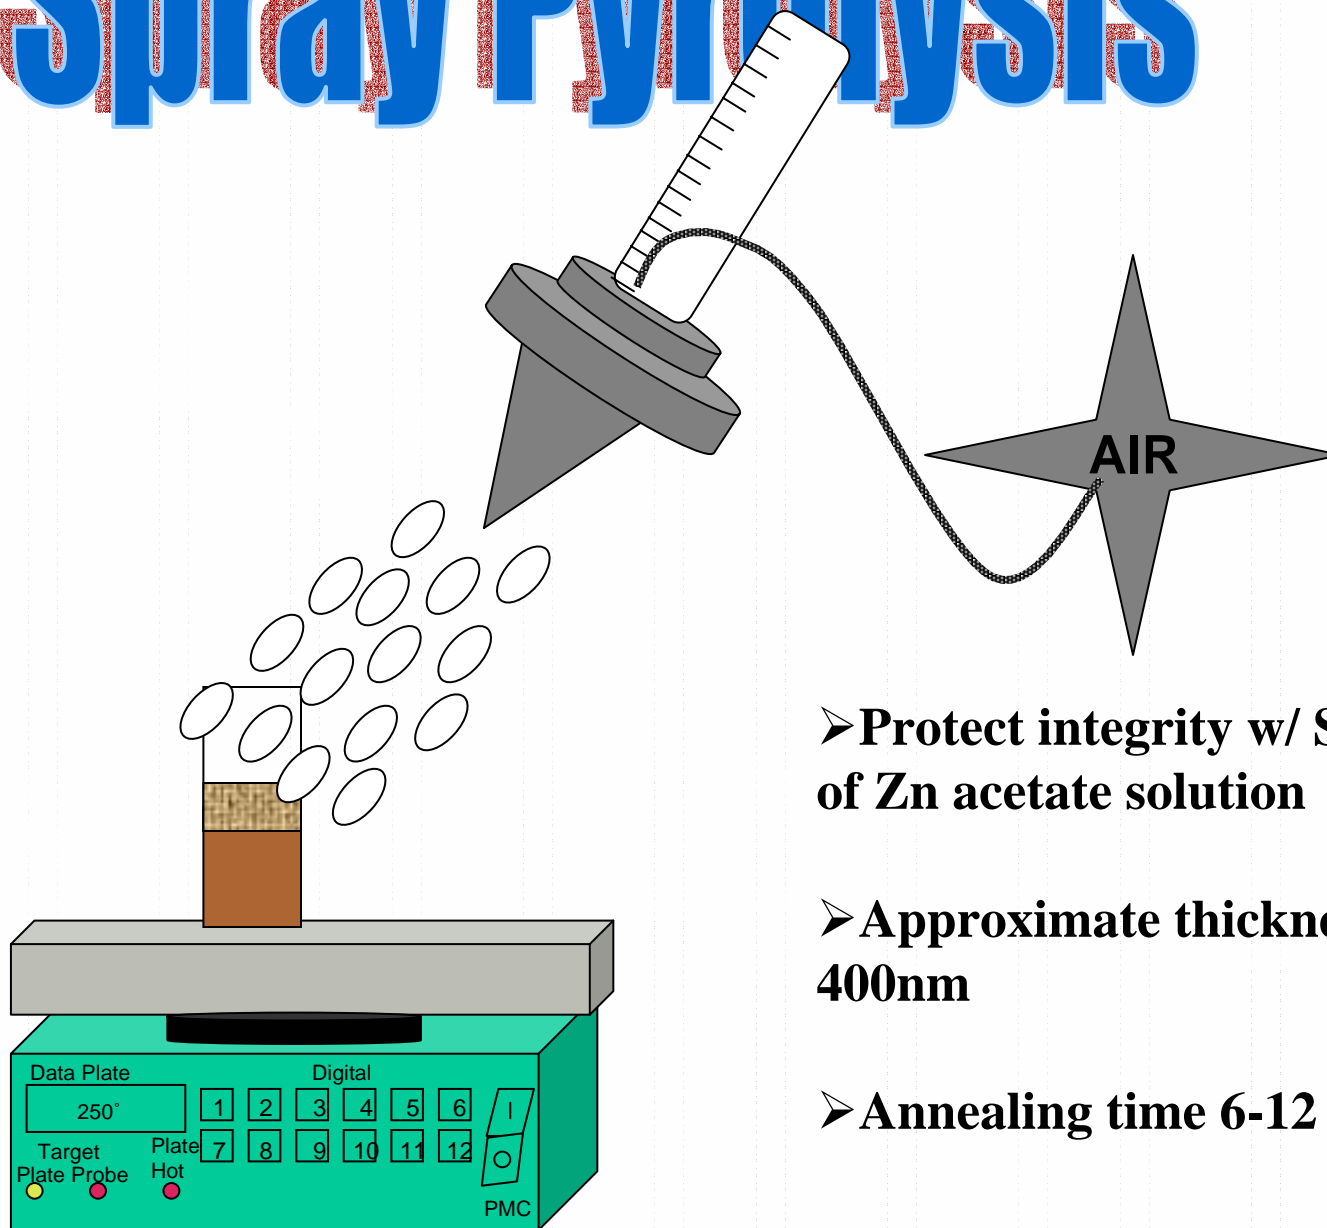 Spray Pyrolysis
AIR
➢Protect integrity w/
of Zn acetate solution
➢Approximate
400nm
➢Annealing time 6-12
Data Plate
Digital
250°
1 2 3 4 5 6
I
Target
Plate
7 8 9 10 11 12
O
Plate Probe
Hot
PMC